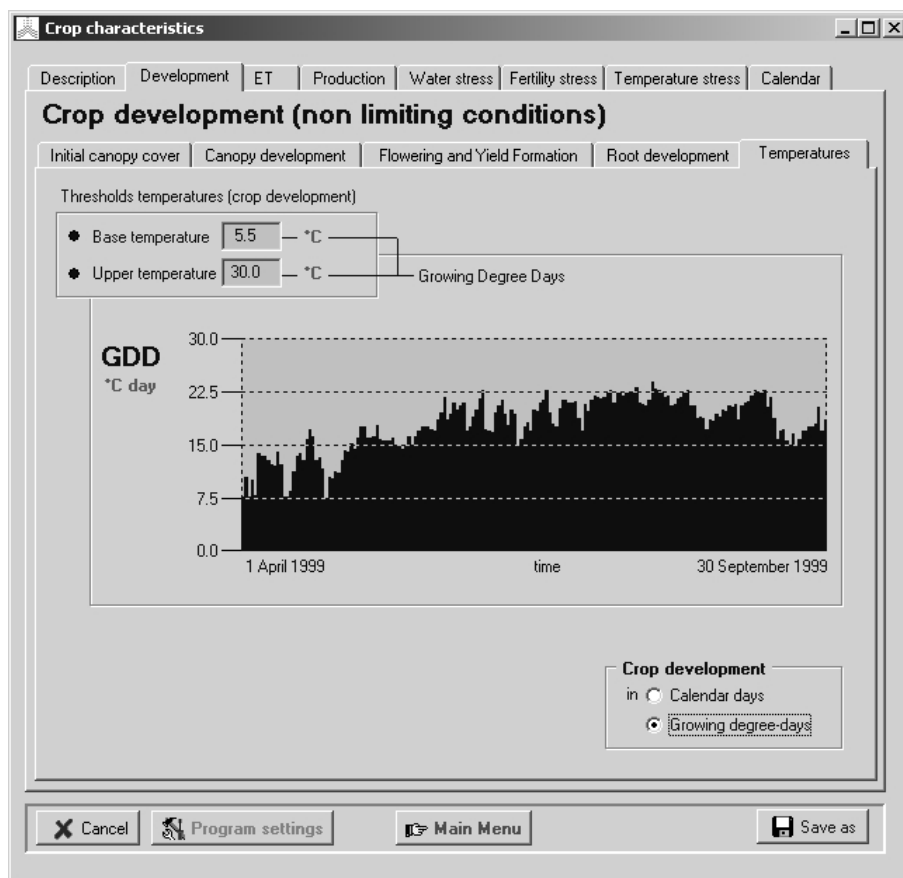 Crop characteristics
Description Development ET Production Water stress Fertility stress Temperature stress Calendar
Crop development (non limiting conditions)
Initial canopy cover Canopy development Flowering and Yield Formation Root development Temperatures
Thresholds temperatures (crop development)
Base temperature 5.5 °C
Upper temperature 30.0 °C
Growing Degree Days
GDD
°C day
30.0
22.5
15.0
7.5
0.0
1 April 1999 time 30 September 1999
Crop development
in Calendar days
Growing degree-days
Cancel Program settings Main Menu Save as